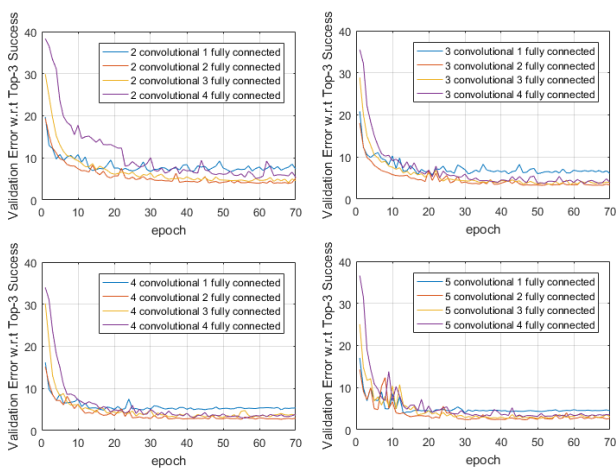 Validation Error w.r.t Top-3 Success
40
30
20
10
0
2 convolutional 1 fully connected
2 convolutional 2 fully connected
2 convolutional 3 fully connected
2 convolutional 4 fully connected
0 10 20 30 40 50 60 70
epoch
Validation Error w.r.t Top-3 Success
40
30
20
10
0
3 convolutional 1 fully connected
3 convolutional 2 fully connected
3 convolutional 3 fully connected
3 convolutional 4 fully connected
0 10 20 30 40 50 60 70
epoch
Validation Error w.r.t Top-3 Success
40
30
20
10
0
4 convolutional 1 fully connected
4 convolutional 2 fully connected
4 convolutional 3 fully connected
4 convolutional 4 fully connected
0 10 20 30 40 50 60 70
epoch
Validation Error w.r.t Top-3 Success
40
30
20
10
0
5 convolutional 1 fully connected
5 convolutional 2 fully connected
5 convolutional 3 fully connected
5 convolutional 4 fully connected
0 10 20 30 40 50 60 70
epoch